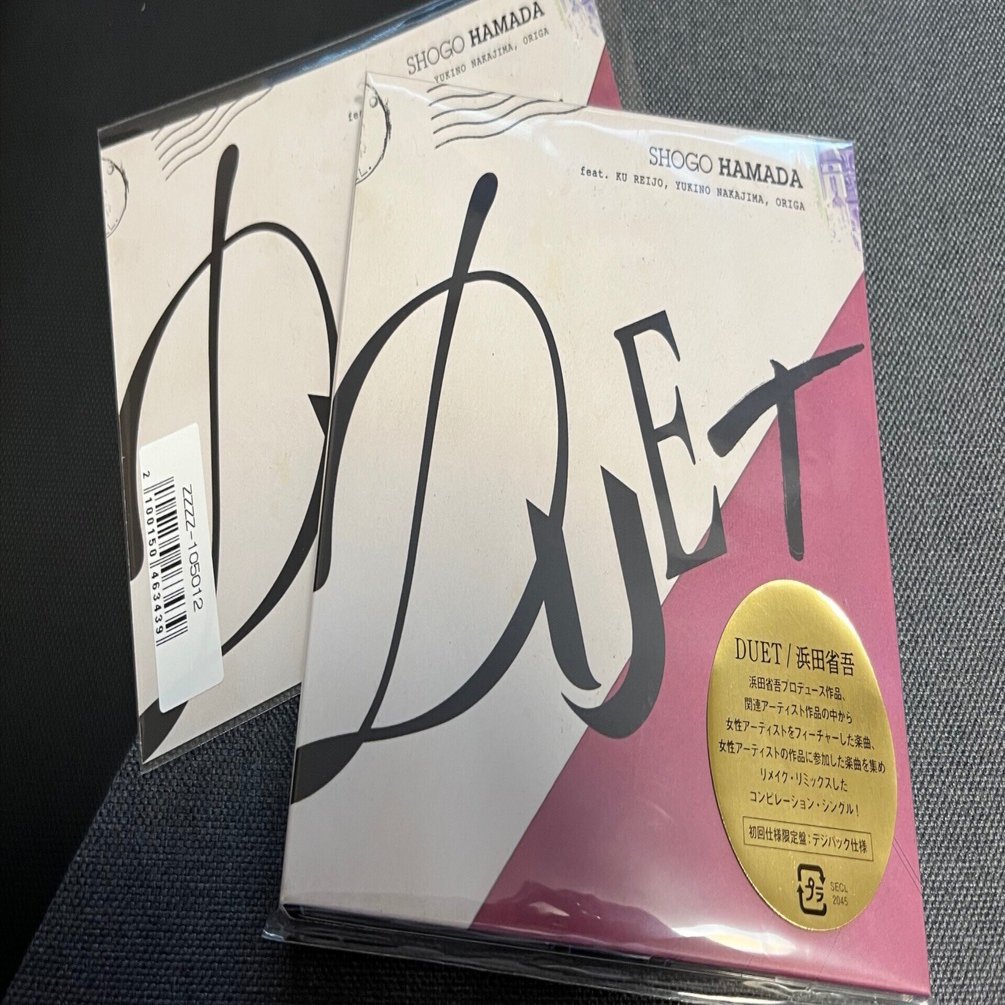 SHOGO HAMADA
YUKINO NAKAJIMA, ORIGA
SHOGO HAMADA
feat. KU REIJO, YUKINO NAKAJIMA, ORIGA
DUET
ZZZZ-105012
2 100150 463439
DUET / 浜田省吾
浜田省吾プロデュース作品、
関連アーティスト作品の中から
女性アーティストをフィーチャーした楽曲、
女性アーティストの作品に参加した楽曲を集め
リメイク・リミックスした
コンピレーション・シングル!
初回仕様限定盤:デジパック仕様
プラ
SECL
2045